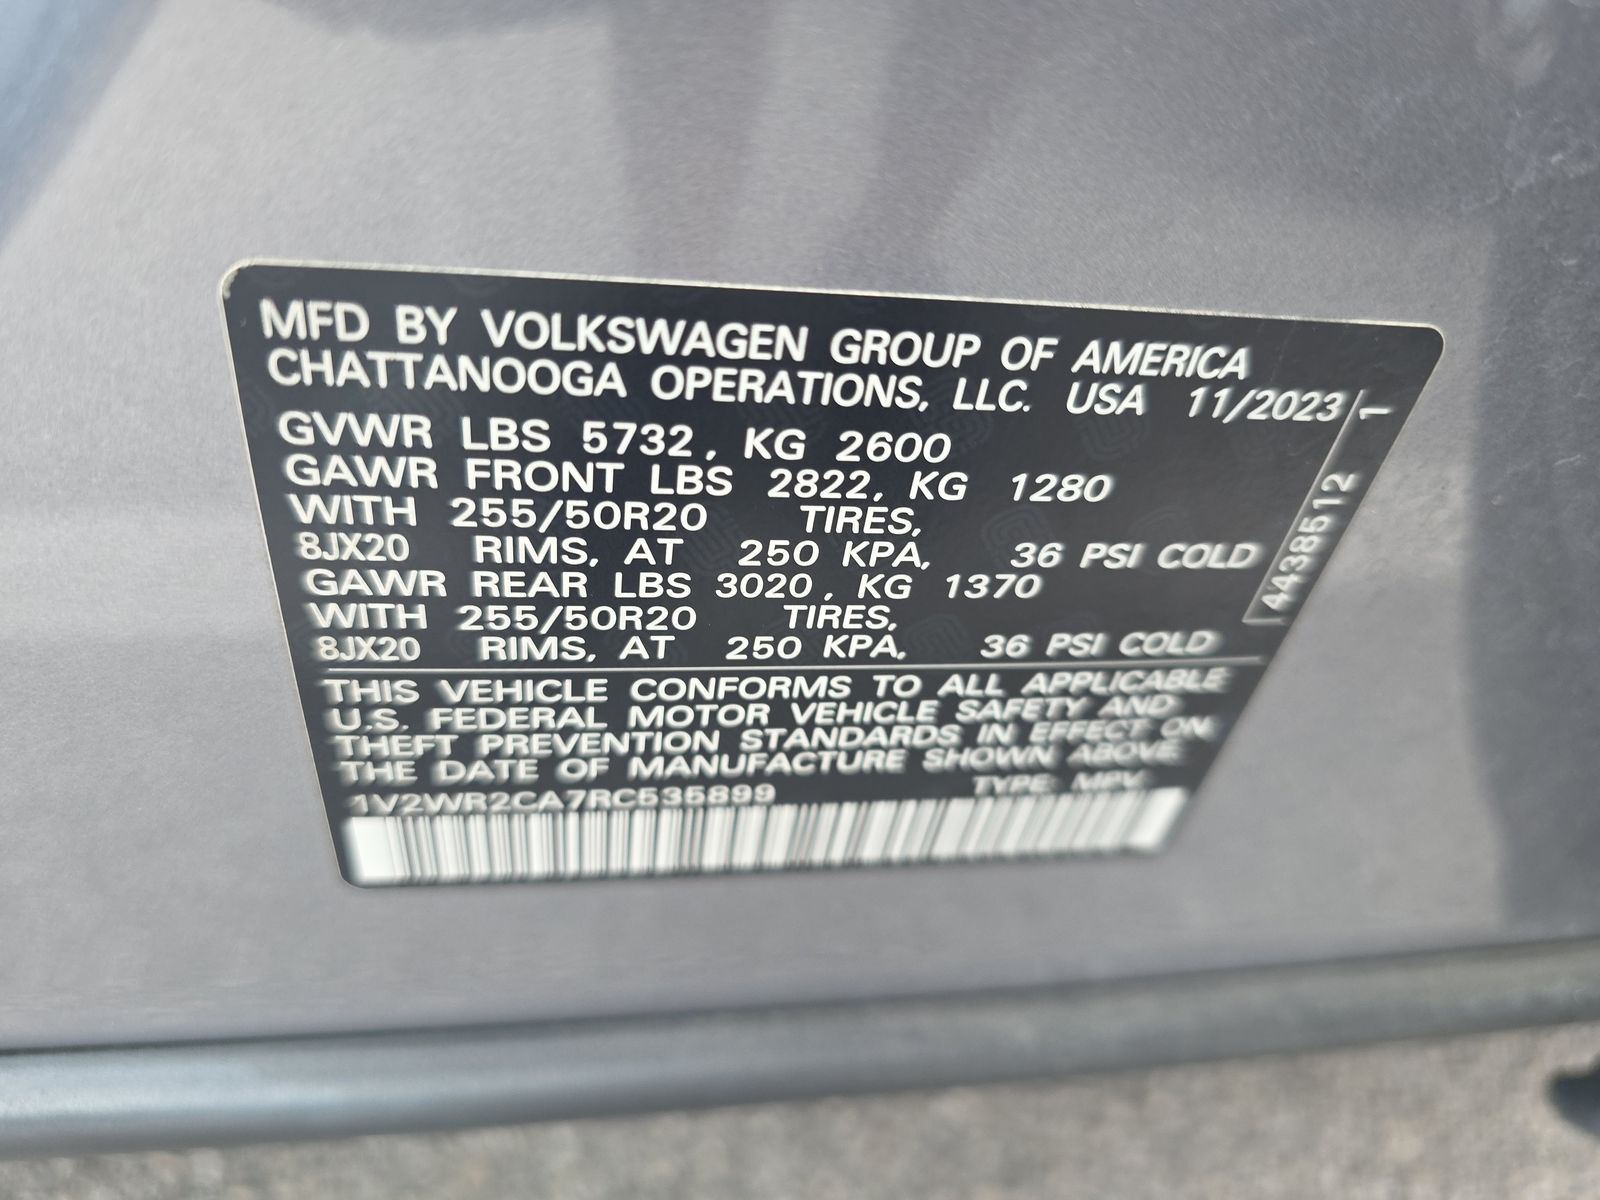 MFD BY VOLKSWAGEN GROUP OF AMERICA
CHATTANOOGA OPERATIONS, LLC. USA 11/2023
GVWR LBS 5732, KG 2600
GAWR FRONT LBS 2822, KG 1280
WITH 255/50R20 TIRES,
8JX20 RIMS, AT 250 KPA, 36 PSI COLD
GAWR REAR LBS 3020, KG 1370
WITH 255/50R20 TIRES,
8JX20 RIMS, AT 250 KPA, 36 PSI COLD
THIS VEHICLE CONFORMS TO ALL APPLICABLE
U.S. FEDERAL MOTOR VEHICLE SAFETY AND
THEFT PREVENTION STANDARDS IN EFFECT ON
THE DATE OF MANUFACTURE SHOWN ABOVE.
1V2WR2CA7RC535899 TYPE: MPV
4438512 1